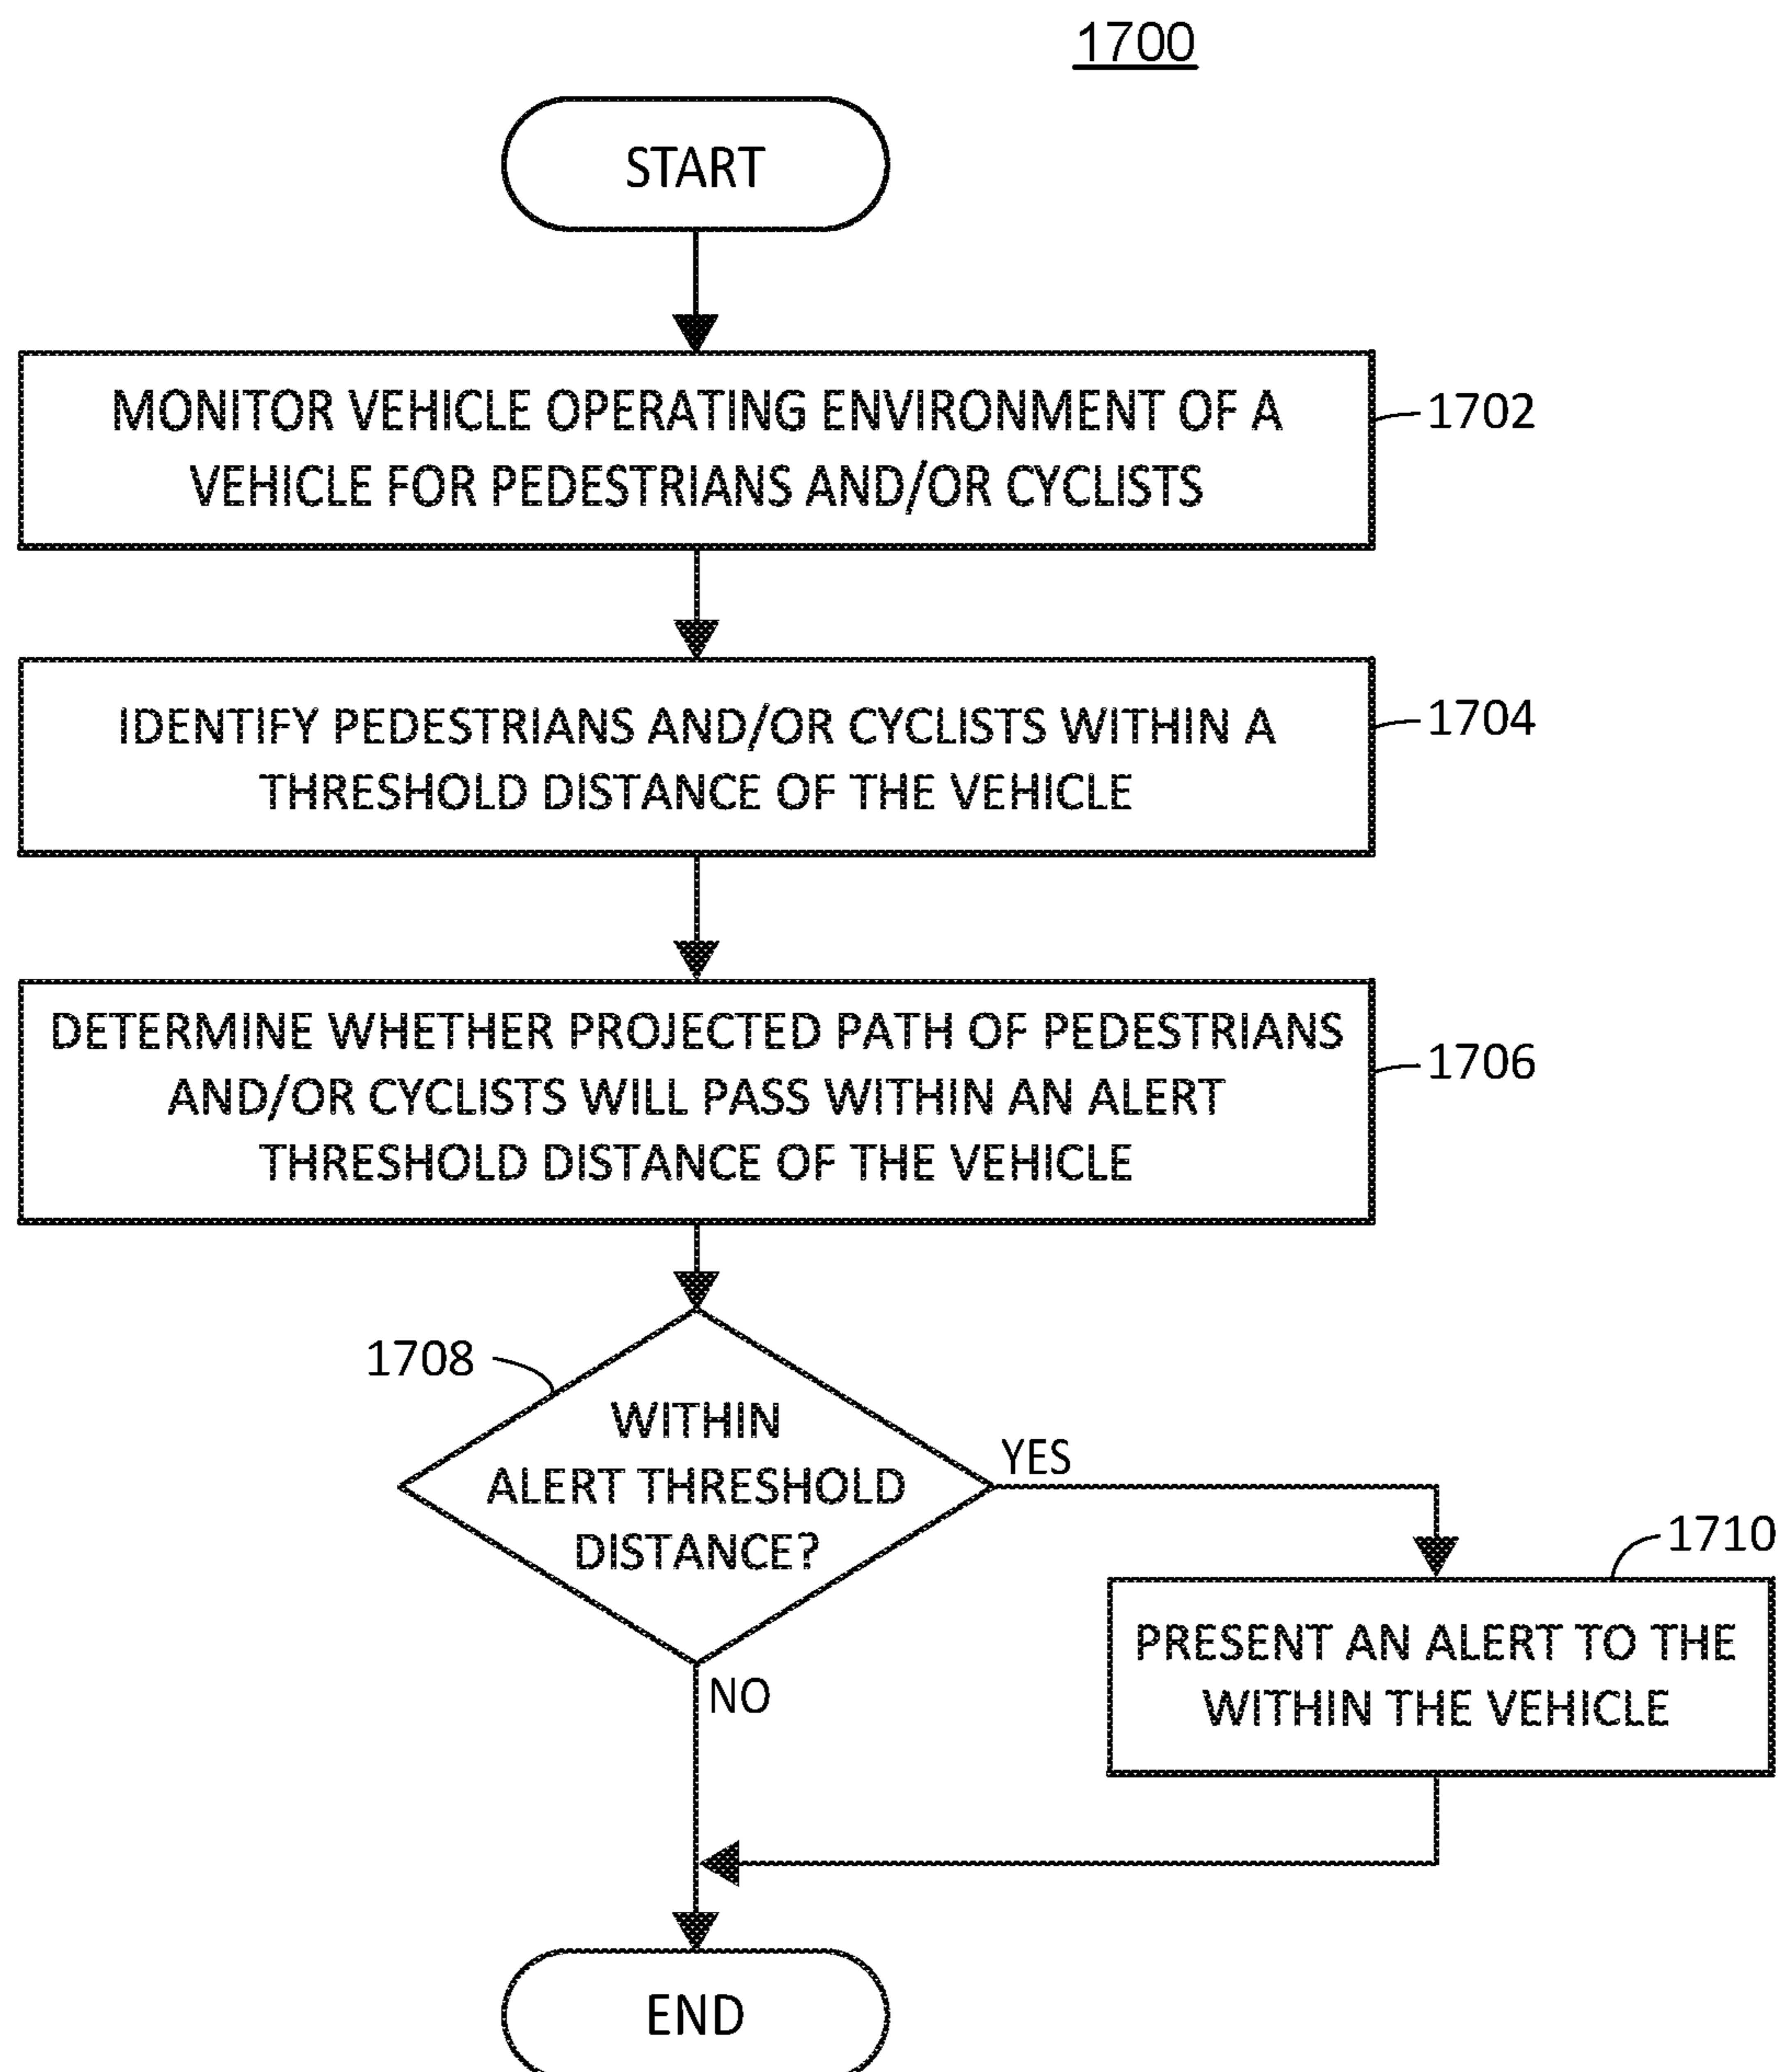 1700
START
MONITOR VEHICLE OPERATING ENVIRONMENT OF A
VEHICLE FOR PEDESTRIANS AND/OR CYCLISTS
1702
IDENTIFY PEDESTRIANS AND/OR CYCLISTS WITHIN A
THRESHOLD DISTANCE OF THE VEHICLE
1704
DETERMINE WHETHER PROJECTED PATH OF PEDESTRIANS
AND/OR CYCLISTS WILL PASS WITHIN AN ALERT
THRESHOLD DISTANCE OF THE VEHICLE
1706
1708
WITHIN
ALERT THRESHOLD
DISTANCE?
YES
NO
1710
PRESENT AN ALERT TO THE
WITHIN THE VEHICLE
END